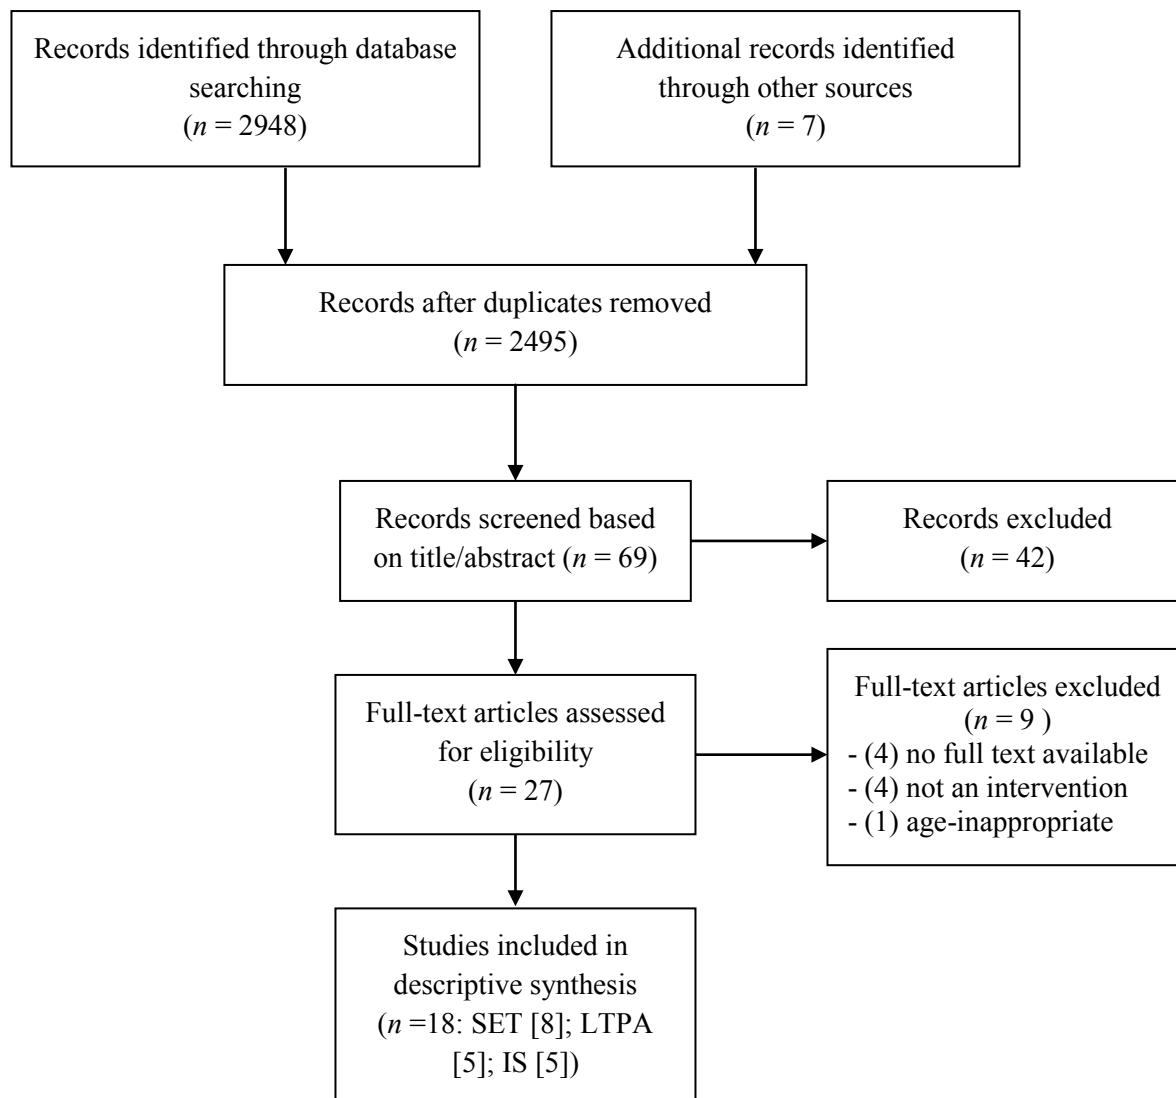 Records identified through database
searching
(n = 2948)
Additional records identified
through other sources
(n = 7)
Records after duplicates removed
(n = 2495)
Records screened based
on title/abstract (n = 69)
Records excluded
(n = 42)
Full-text articles assessed
for eligibility
(n = 27)
Full-text articles excluded
(n = 9 )
- (4) no full text available
- (4) not an intervention
- (1) age-inappropriate
Studies included in
descriptive synthesis
(n =18: SET [8]; LTPA
[5]; IS [5])